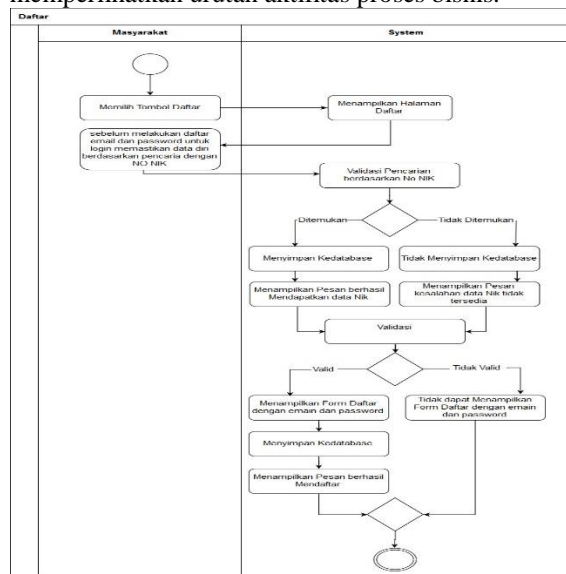 memperlihatkan urutan aktifitas proses bisnis.
Daftar
Masyarakat
System
Memilih Tombol Daftar
Menampilkan Halaman
Daftar
sebelum melakukan daftar
email dan password untuk
login memastikan data diri
berdasarkan pencaria dengan
NO NIK
Validasi Pencarian
berdasarkan No NIK
Ditemukan
Tidak Ditemukan
Menyimpan Kedatabase
Tidak Menyimpan Kedatabase
Menampilkan Pesan berhasil
Mendapatkan data Nik
Menampilkan Pesan
kesalahan data Nik tidak
tersedia
Validasi
Valid
Tidak Valid
Menampilkan Form Daftar
dengan emain dan password
Tidak dapat Menampilkan
Form Daftar dengan emain
dan password
Menyimpan Kedatabase
Menampilkan Pesan berhasil
Mendaftar